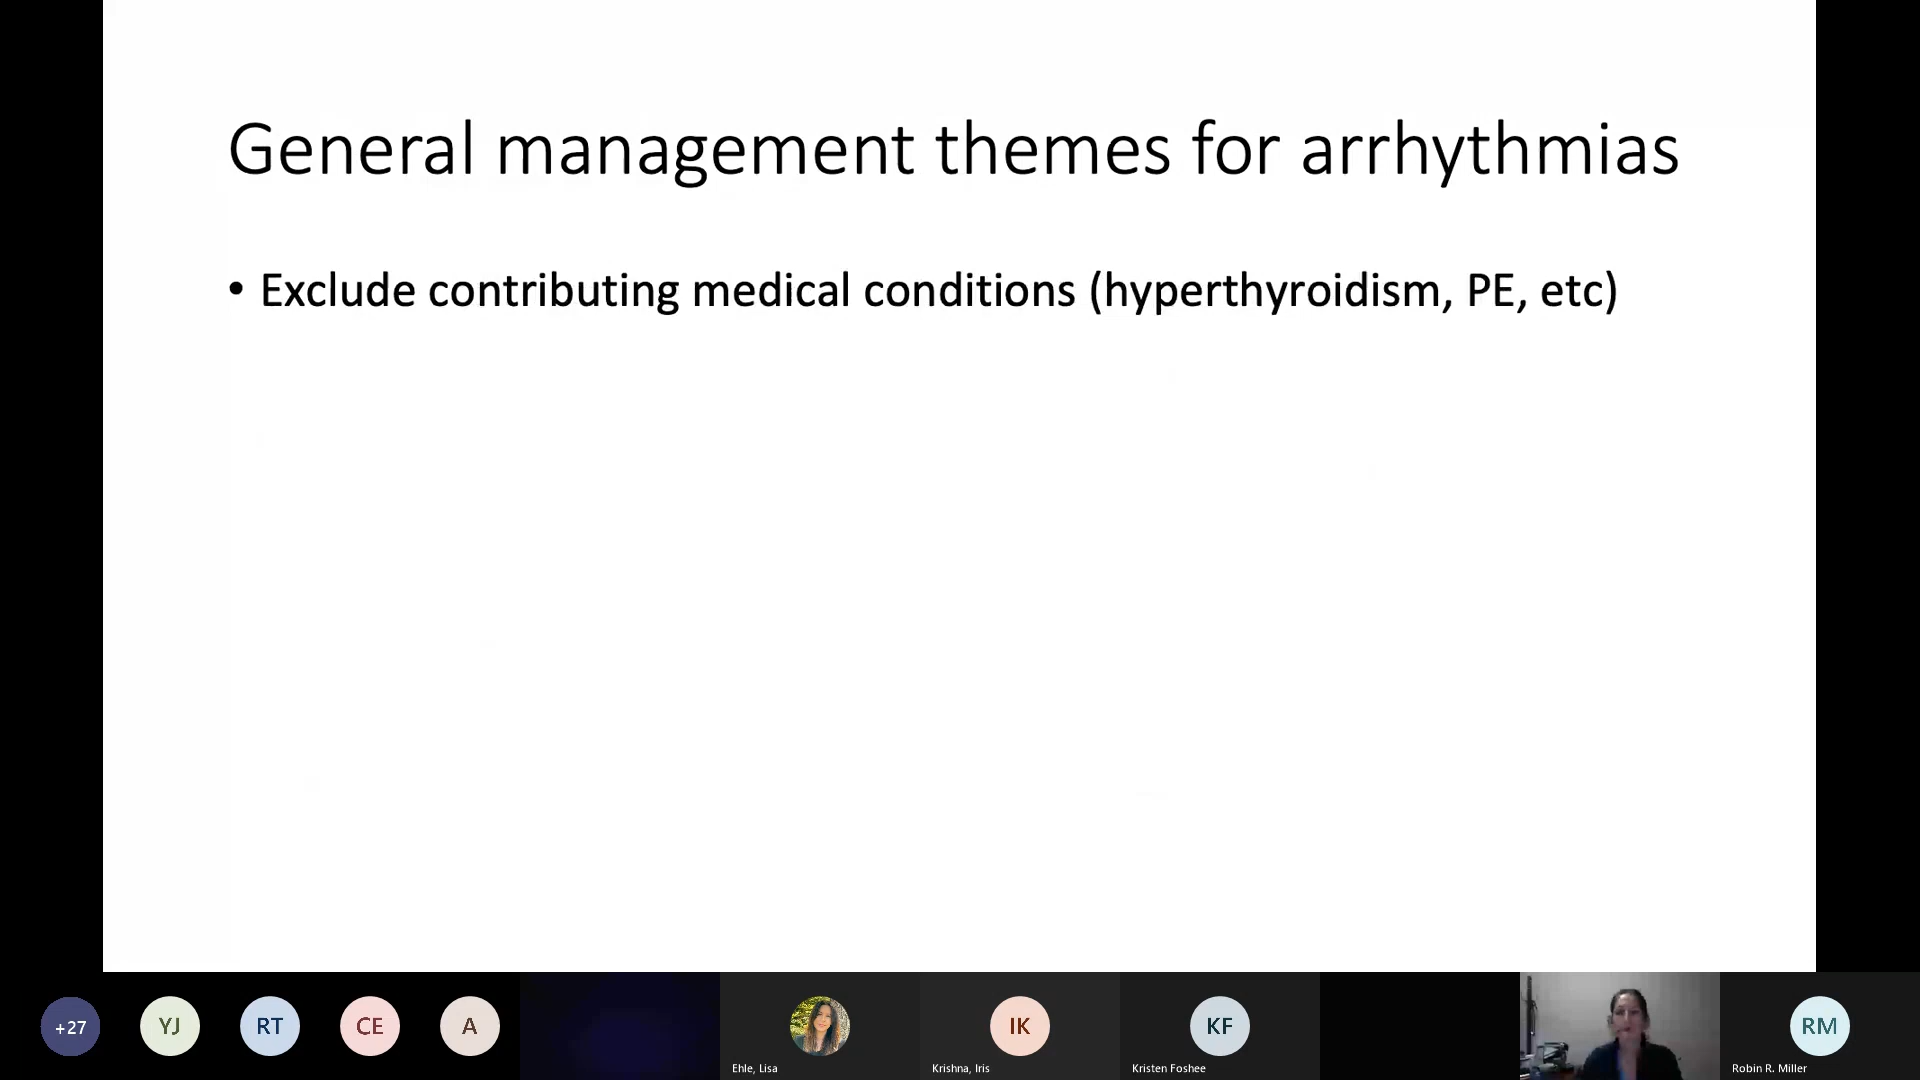 General management themes for arrhythmias
• Exclude contributing medical conditions (hyperthyroidism, PE, etc)
+27
YJ
RT
CE
A
IK
KF
RM
Ehle, Lisa
Krishna, Iris
Kristen Foshee
Robin R. Miller